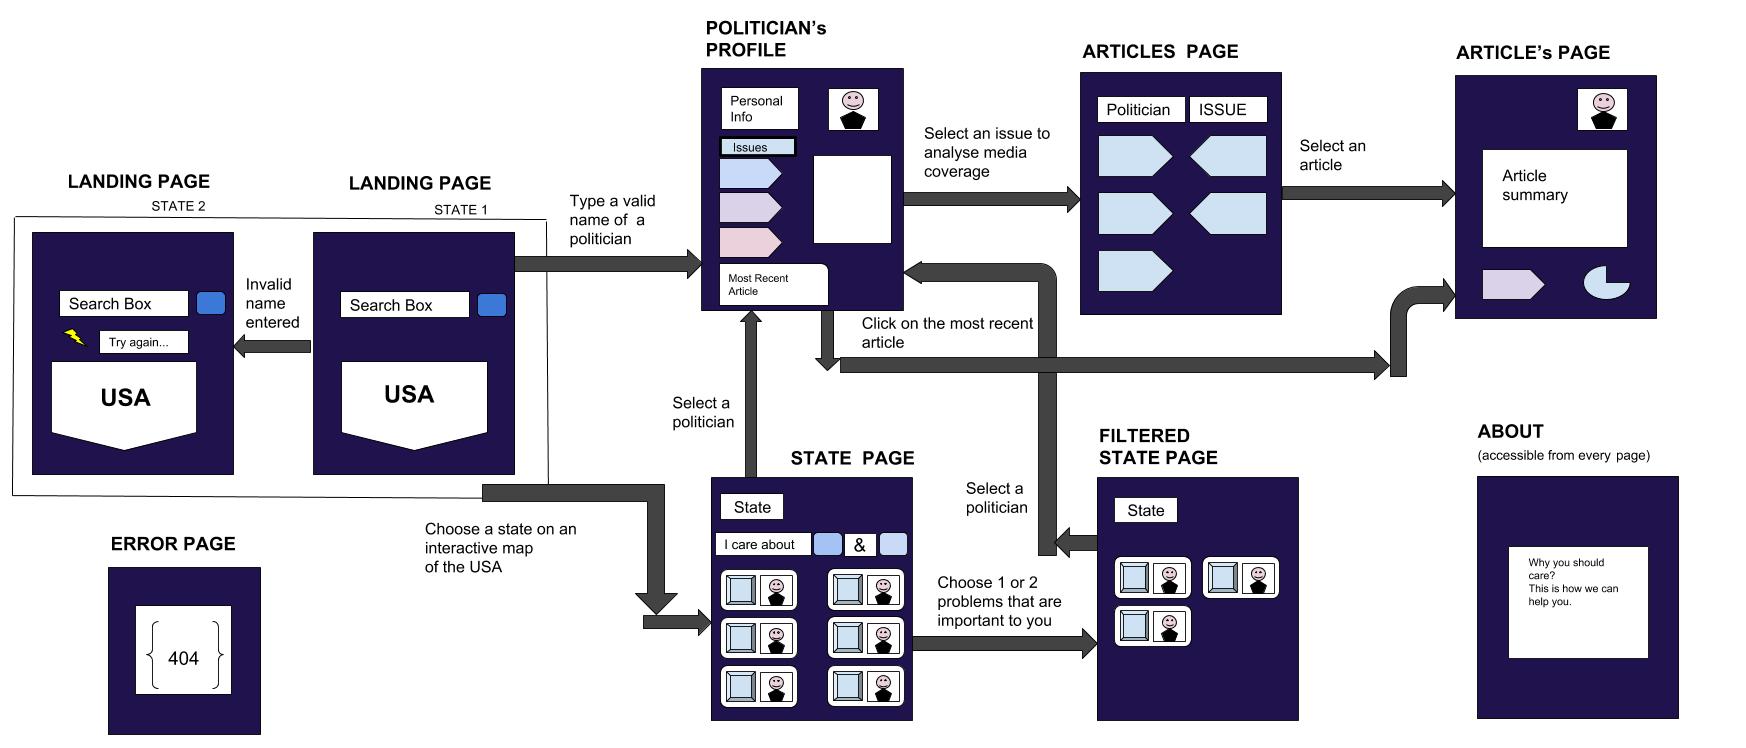 POLITICIAN’s
PROFILE
ARTICLES PAGE
ARTICLE’s PAGE
Personal
Info
Issues
Most Recent
Article
Select an issue to
analyse media
coverage
Politician
ISSUE
Select an
article
Article
summary
LANDING PAGE
STATE 2
LANDING PAGE
STATE 1
Type a valid
name of a
politician
Search Box
Try again...
USA
Invalid
name
entered
Search Box
USA
Click on the most recent
article
Select a
politician
STATE PAGE
FILTERED
STATE PAGE
ABOUT
(accessible from every page)
Choose a state on an
interactive map
of the USA
State
I care about
&
Select a
politician
State
Choose 1 or 2
problems that are
important to you
Why you should
care?
This is how we can
help you.
ERROR PAGE
404